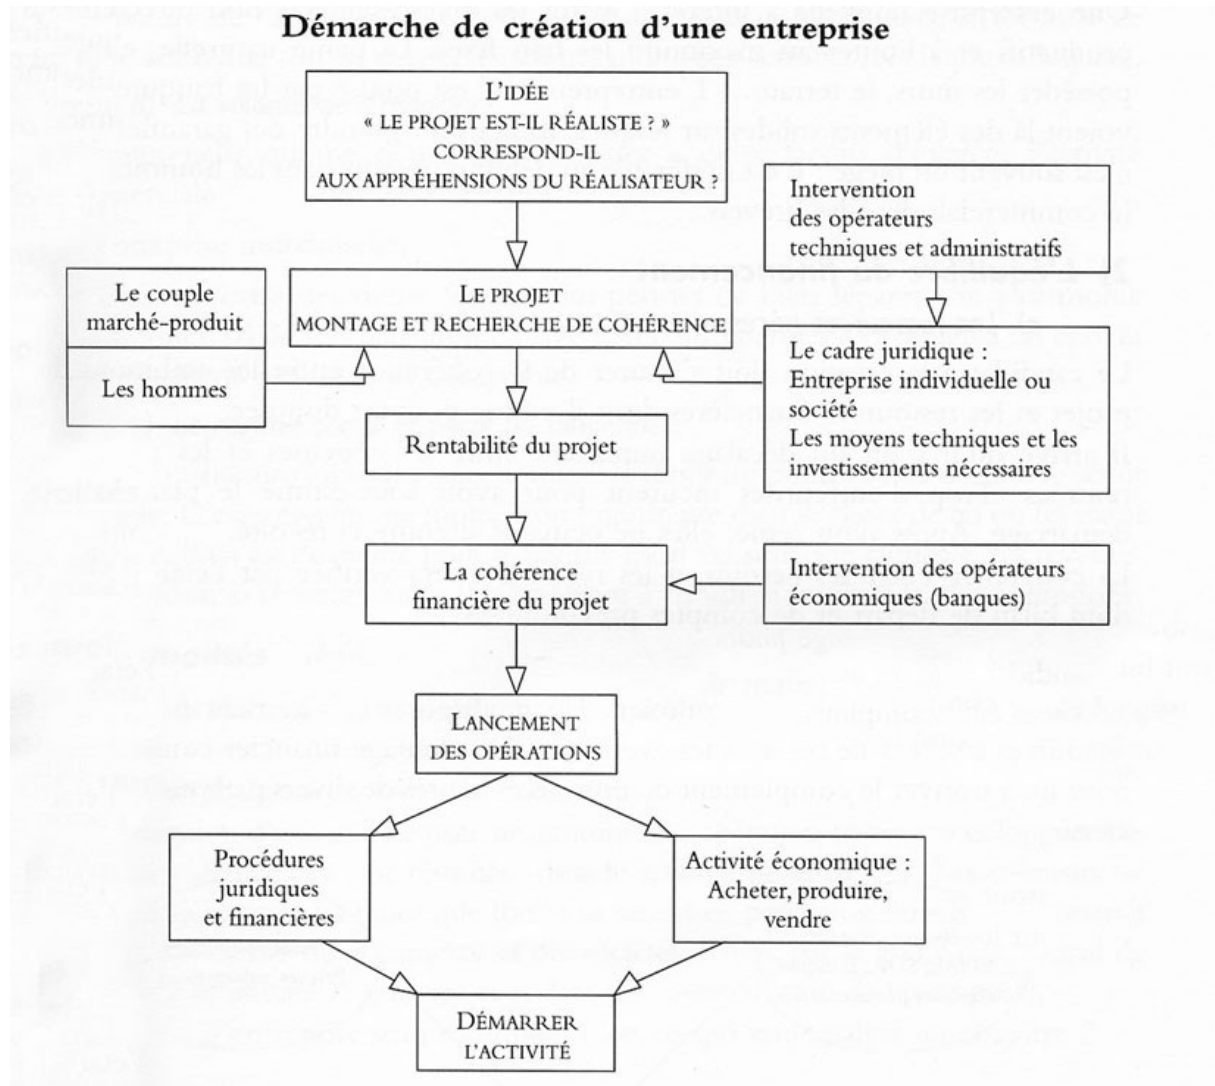 Démarche de création d'une entreprise
L'IDÉE
« LE PROJET EST-IL RÉALISTE ? »
CORRESPOND-IL
AUX APPRÉHENSIONS DU RÉALISATEUR ?
Intervention
des opérateurs
techniques et administratifs
Le couple
marché-produit
Les hommes
LE PROJET
MONTAGE ET RECHERCHE DE COHÉRENCE
Le cadre juridique :
Entreprise individuelle ou
société
Les moyens techniques et les
investissements nécessaires
Rentabilité du projet
La cohérence
financière du projet
Intervention des opérateurs
économiques (banques)
LANCEMENT
DES OPÉRATIONS
Procédures
juridiques
et financières
Activité économique :
Acheter, produire,
vendre
DÉMARRER
L'ACTIVITÉ